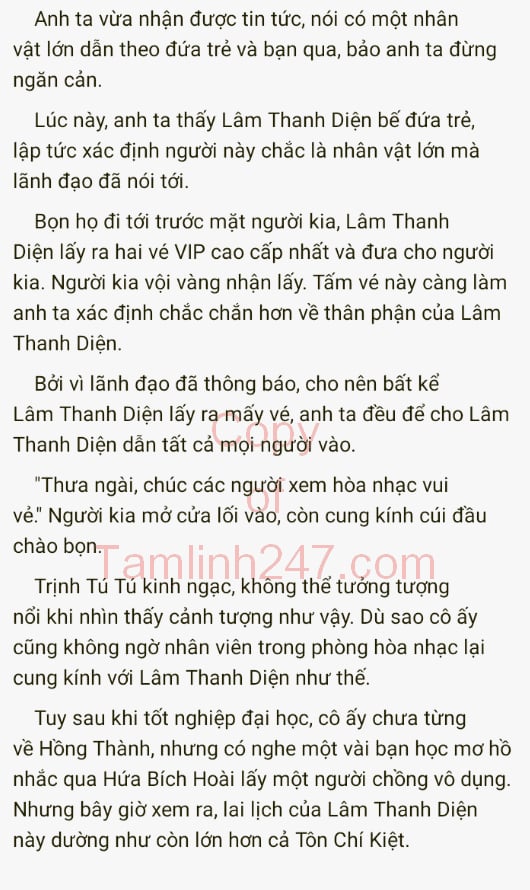 Anh ta vừa nhận được tin tức, nói có một nhân
vật lớn dẫn theo đứa trẻ và bạn qua, bảo anh ta đừng
ngăn cản.
Lúc này, anh ta thấy Lâm Thanh Diện bế đứa trẻ,
lập tức xác định người này chắc là nhân vật lớn mà
lãnh đạo đã nói tới.
Bọn họ đi tới trước mặt người kia, Lâm Thanh
Diện lấy ra hai vé VIP cao cấp nhất và đưa cho người
kia. Người kia vội vàng nhận lấy. Tấm vé này càng làm
anh ta xác định chắc chắn hơn về thân phận của Lâm
Thanh Diện.
Bởi vì lãnh đạo đã thông báo, cho nên bất kể
Lâm Thanh Diện lấy ra mấy vé, anh ta đều để cho Lâm
Thanh Diện dẫn tất cả mọi người vào.
"Thưa ngài, chúc các người xem hòa nhạc vui
vẻ." Người kia mở cửa lối vào, còn cung kính cúi đầu
chào bọn.
Trịnh Tú Tú kinh ngạc, không thể tưởng tượng
nổi khi nhìn thấy cảnh tượng như vậy. Dù sao cô ấy
cũng không ngờ nhân viên trong phòng hòa nhạc lại
cung kính với Lâm Thanh Diện như thế.
Tuy sau khi tốt nghiệp đại học, cô ấy chưa từng
về Hồng Thành, nhưng có nghe một vài bạn học mơ hồ
nhắc qua Hứa Bích Hoài lấy một người chồng vô dụng.
Nhưng bây giờ xem ra, lai lịch của Lâm Thanh Diện
này dường như còn lớn hơn cả Tôn Chí Kiệt.
Copy
of
Tamlinh247.com